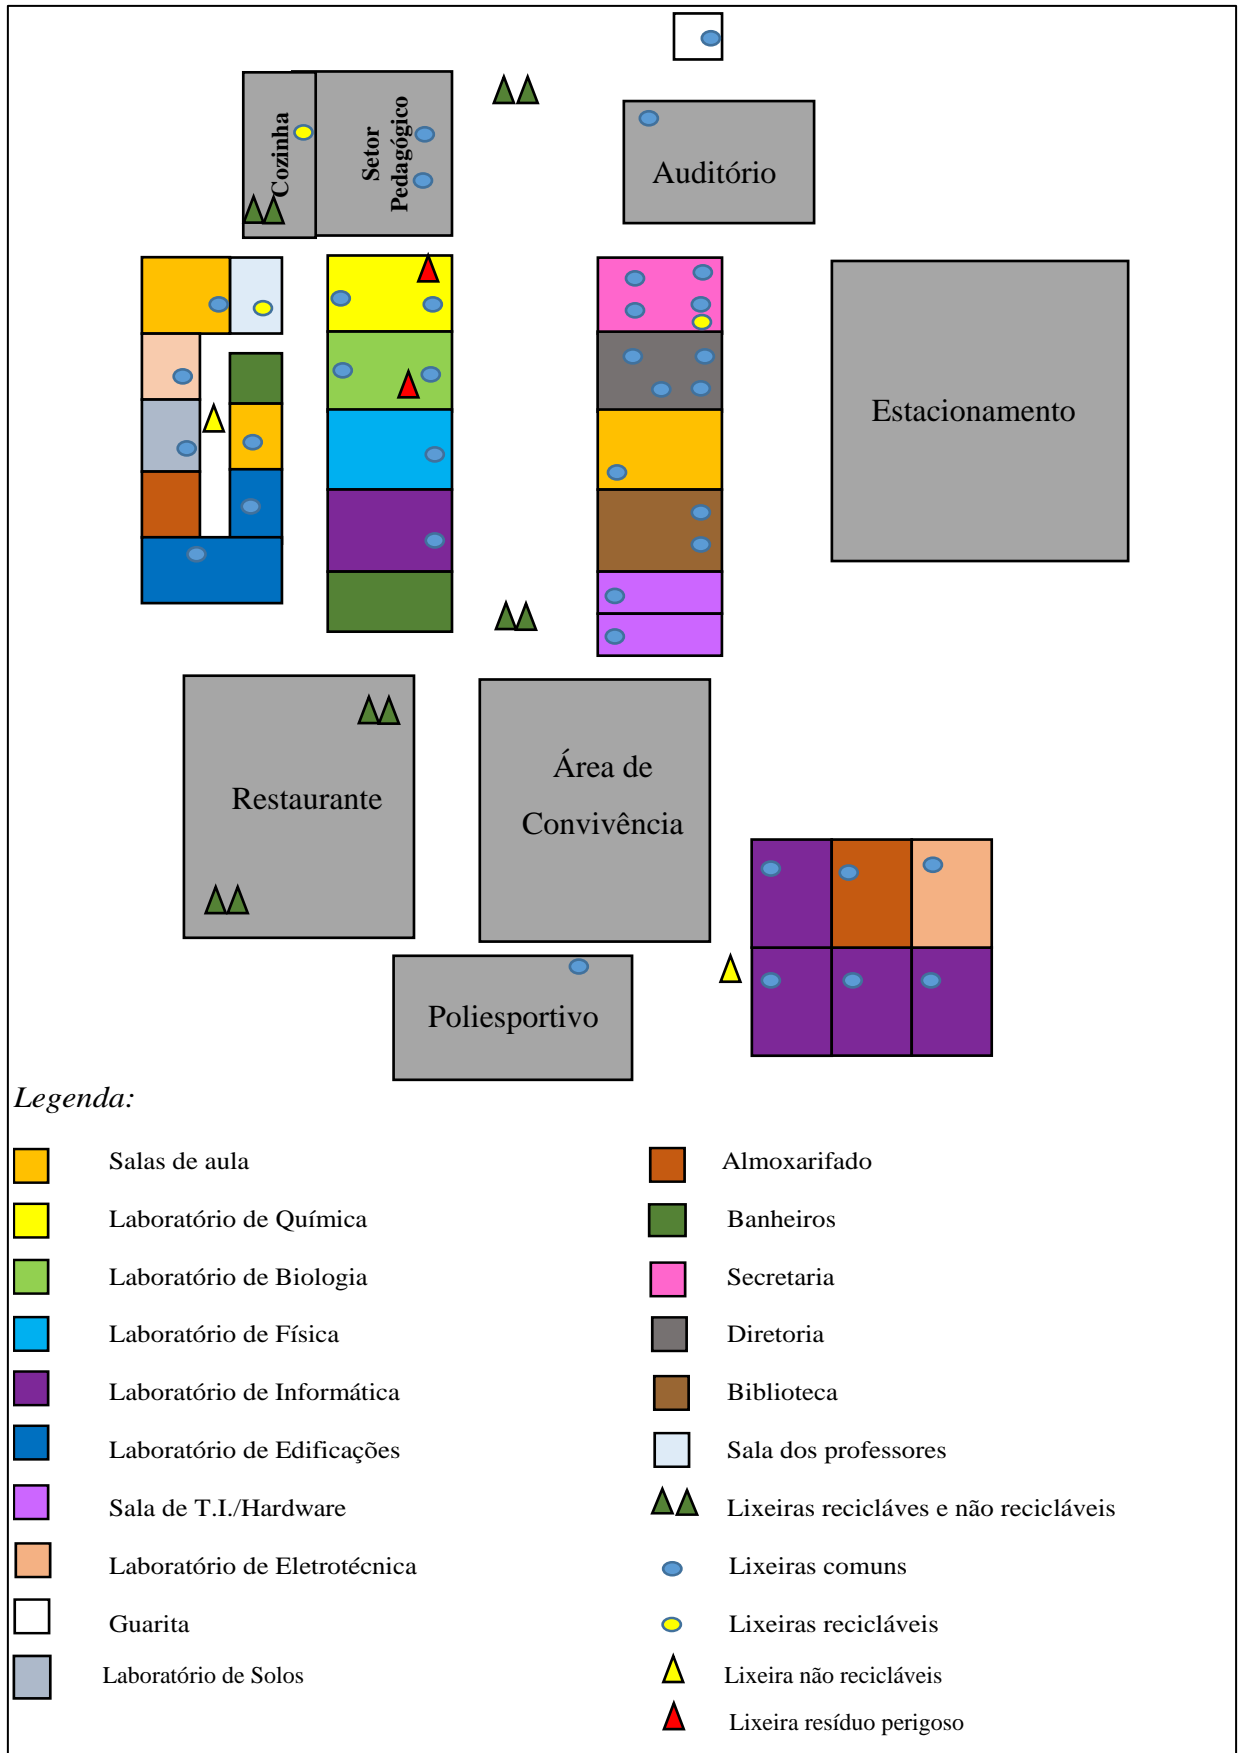 Cozinha
Setor
Pedagógico
Auditório
Estacionamento
Restaurante
Área de
Convivência
Poliesportivo
Legenda:
Salas de aula
Laboratório de Química
Laboratório de Biologia
Laboratório de Física
Laboratório de Informática
Laboratório de Edificações
Sala de T.I./Hardware
Laboratório de Eletrotécnica
Guarita
Laboratório de Solos
Almoxarifado
Banheiros
Secretaria
Diretoria
Biblioteca
Sala dos professores
Lixeiras recicláves e não recicláveis
Lixeiras comuns
Lixeiras recicláveis
Lixeira não recicláveis
Lixeira resíduo perigoso